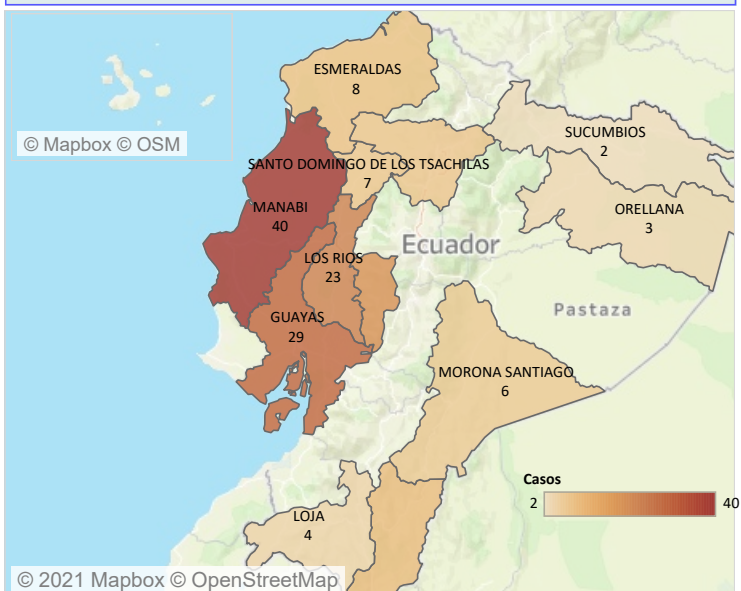 ESMERALDAS
8
© Mapbox © OSM
SUCUMBIOS
2
SANTO DOMINGO DE LOS TSACHILAS
7
MANABI
40
ORELLANA
3
Ecuador
LOS RIOS
23
Pastaza
GUAYAS
29
MORONA SANTIAGO
6
Casos
2
40
LOJA
4
© 2021 Mapbox © OpenStreetMap